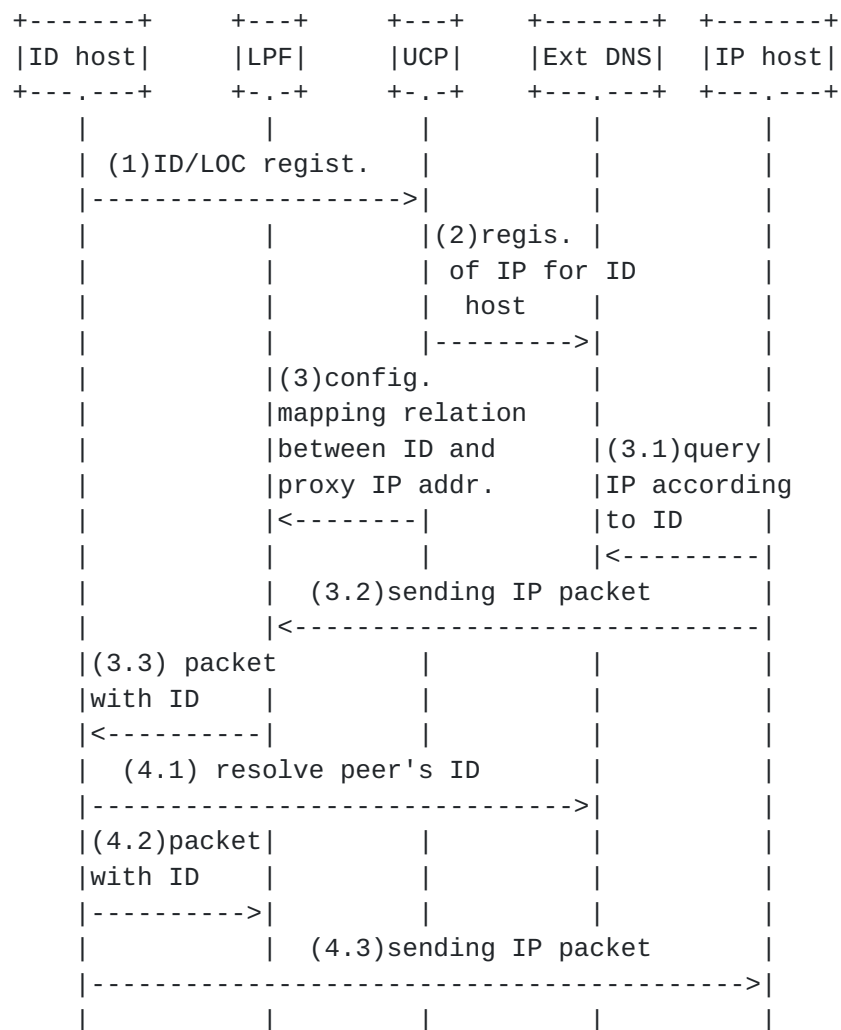 +-------+     +---+     +---+    +-------+  +-------+
|ID host|     |LPF|     |UCP|    |Ext DNS|  |IP host|
+---.---+     +-.-+     +-.-+    +---.---+  +---.---+
    |           |         |          |          |
    | (1)ID/LOC regist.   |          |          |
    |-------------------->|          |          |
    |           |         |(2)regis. |          |
    |           |         | of IP for ID        |
    |           |         |  host    |          |
    |           |         |--------->|          |
    |           |(3)config.          |          |
    |           |mapping relation    |          |
    |           |between ID and      |(3.1)query|
    |           |proxy IP addr.      |IP according
    |           |<--------|          |to ID     |
    |           |         |          |<---------|
    |           |  (3.2)sending IP packet       |
    |           |<------------------------------|
    |(3.3) packet         |          |          |
    |with ID    |         |          |          |
    |<----------|         |          |          |
    |  (4.1) resolve peer's ID       |          |
    |------------------------------->|          |
    |(4.2)packet|         |          |          |
    |with ID    |         |          |          |
    |---------->|         |          |          |
    |           |  (4.3)sending IP packet       |
    |------------------------------------------>|
    |           |         |          |          |